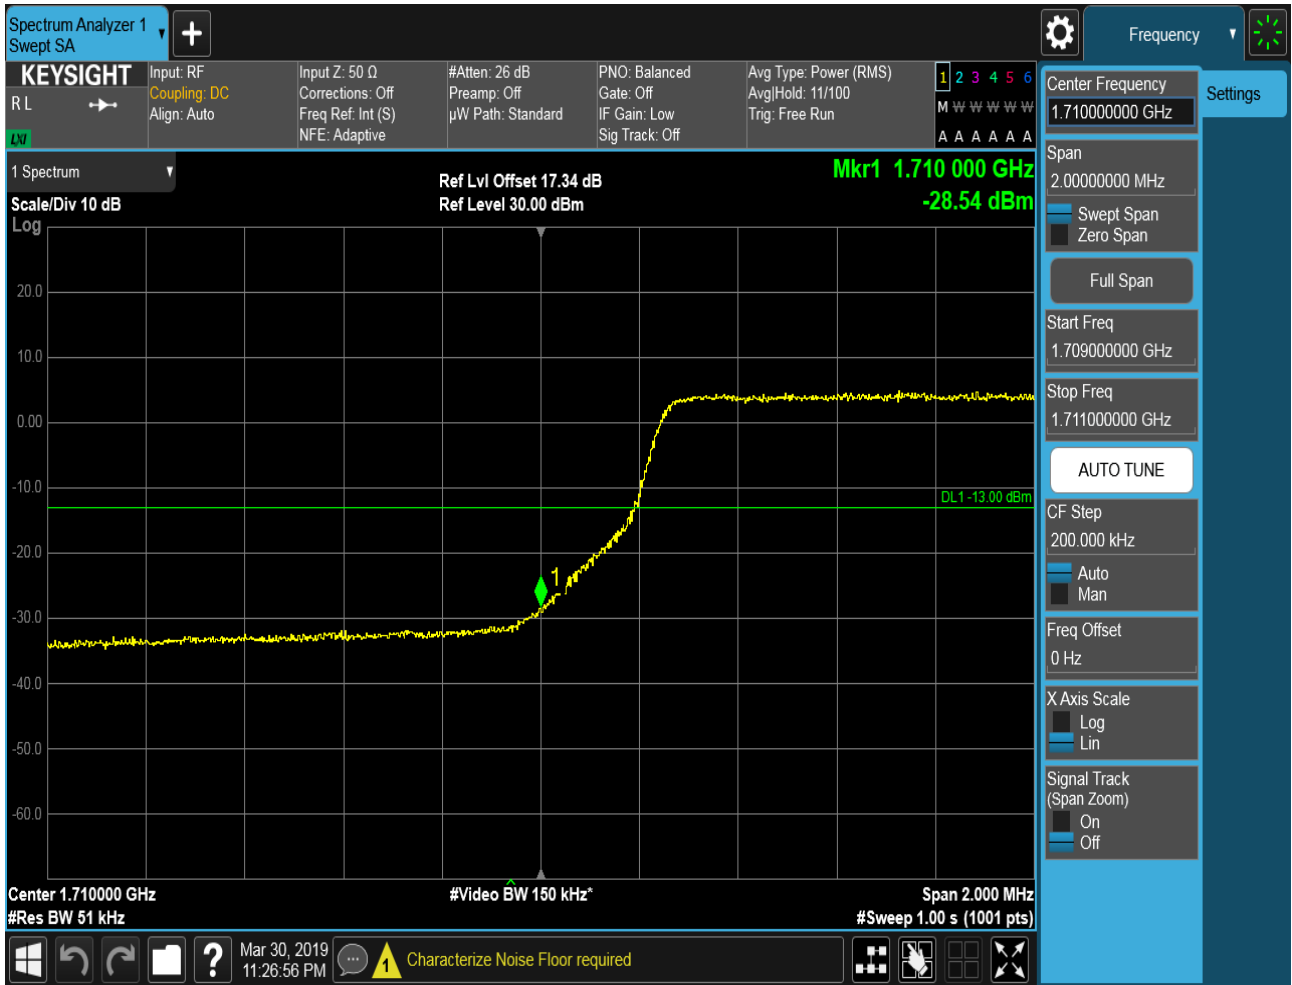 Spectrum Analyzer 1
Swept SA
Frequency
KEYSIGHT
R L
LXI
Input: RF
Coupling: DC
Align: Auto
Input Z: 50 Ω
Corrections: Off
Freq Ref: Int (S)
NFE: Adaptive
#Atten: 26 dB
Preamp: Off
µW Path: Standard
PNO: Balanced
Gate: Off
IF Gain: Low
Sig Track: Off
Avg Type: Power (RMS)
Avg|Hold: 11/100
Trig: Free Run
1 2 3 4 5 6
M W W W W W
A A A A A A
1 Spectrum
Scale/Div 10 dB
Log
Ref Lvl Offset 17.34 dB
Ref Level 30.00 dBm
Mkr1 1.710 000 GHz
-28.54 dBm
20.0
10.0
0.00
-10.0
-20.0
-30.0
-40.0
-50.0
-60.0
DL1 -13.00 dBm
1
Center 1.710000 GHz
#Res BW 51 kHz
#Video BW 150 kHz*
Span 2.000 MHz
#Sweep 1.00 s (1001 pts)
Center Frequency
1.710000000 GHz
Settings
Span
2.00000000 MHz
Swept Span
Zero Span
Full Span
Start Freq
1.709000000 GHz
Stop Freq
1.711000000 GHz
AUTO TUNE
CF Step
200.000 kHz
Auto
Man
Freq Offset
0 Hz
X Axis Scale
Log
Lin
Signal Track
(Span Zoom)
On
Off
?
Mar 30, 2019
11:26:56 PM
1
Characterize Noise Floor required